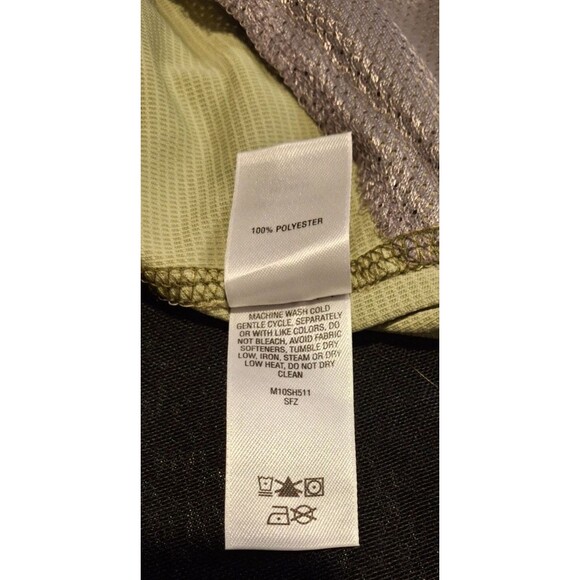 100% POLYESTER
MACHINE WASH COLD
GENTLE CYCLE, SEPARATELY
OR WITH LIKE COLORS, DO
NOT BLEACH, AVOID FABRIC
SOFTENERS; TUMBLE DRY
LOW, IRON, STEAM OR DRY
LOW HEAT, DO NOT DRY
CLEAN
M10SH511
SFZ